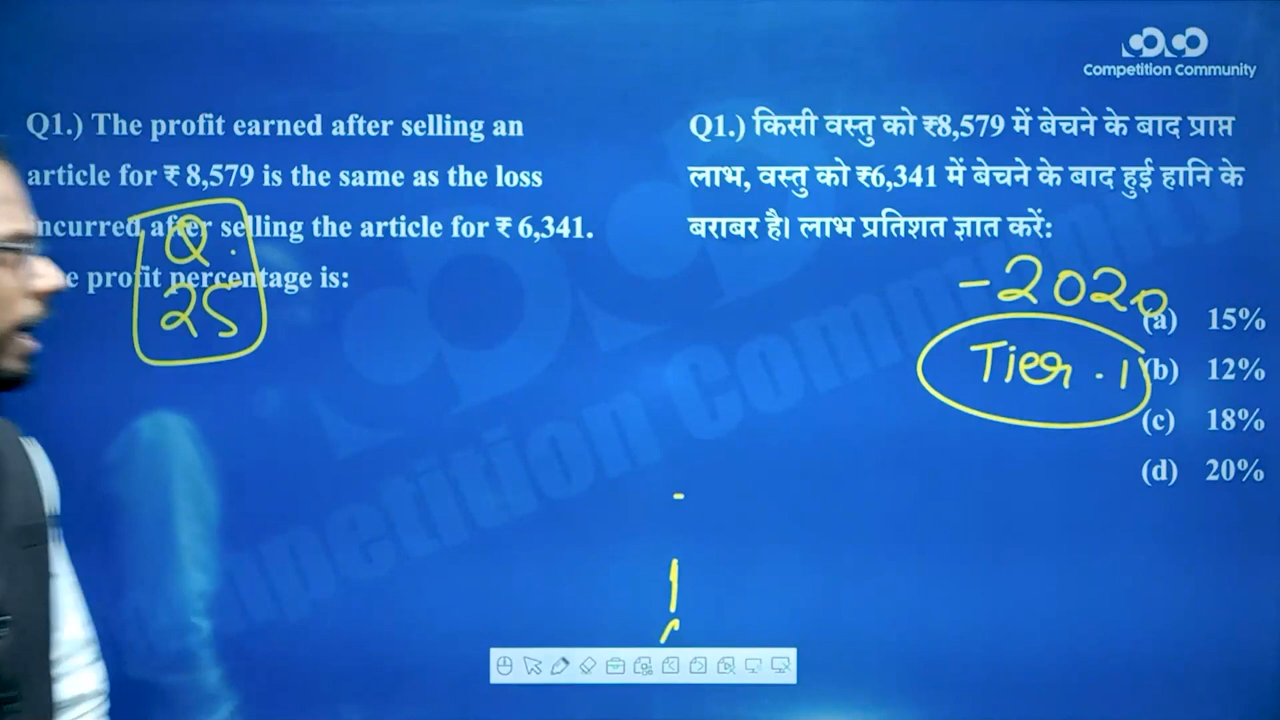 Competition Community
Q1.) The profit earned after selling an
article for ₹ 8,579 is the same as the loss
incurred after selling the article for ₹ 6,341.
e profit percentage is:
Q.
25
Q1.) किसी वस्तु को ₹8,579 में बेचने के बाद प्राप्त
लाभ, वस्तु को ₹6,341 में बेचने के बाद हुई हानि के
बराबर है। लाभ प्रतिशत ज्ञात करें:
-2020
Tier.1
(a) 15%
(b) 12%
(c) 18%
(d) 20%
Competition Community